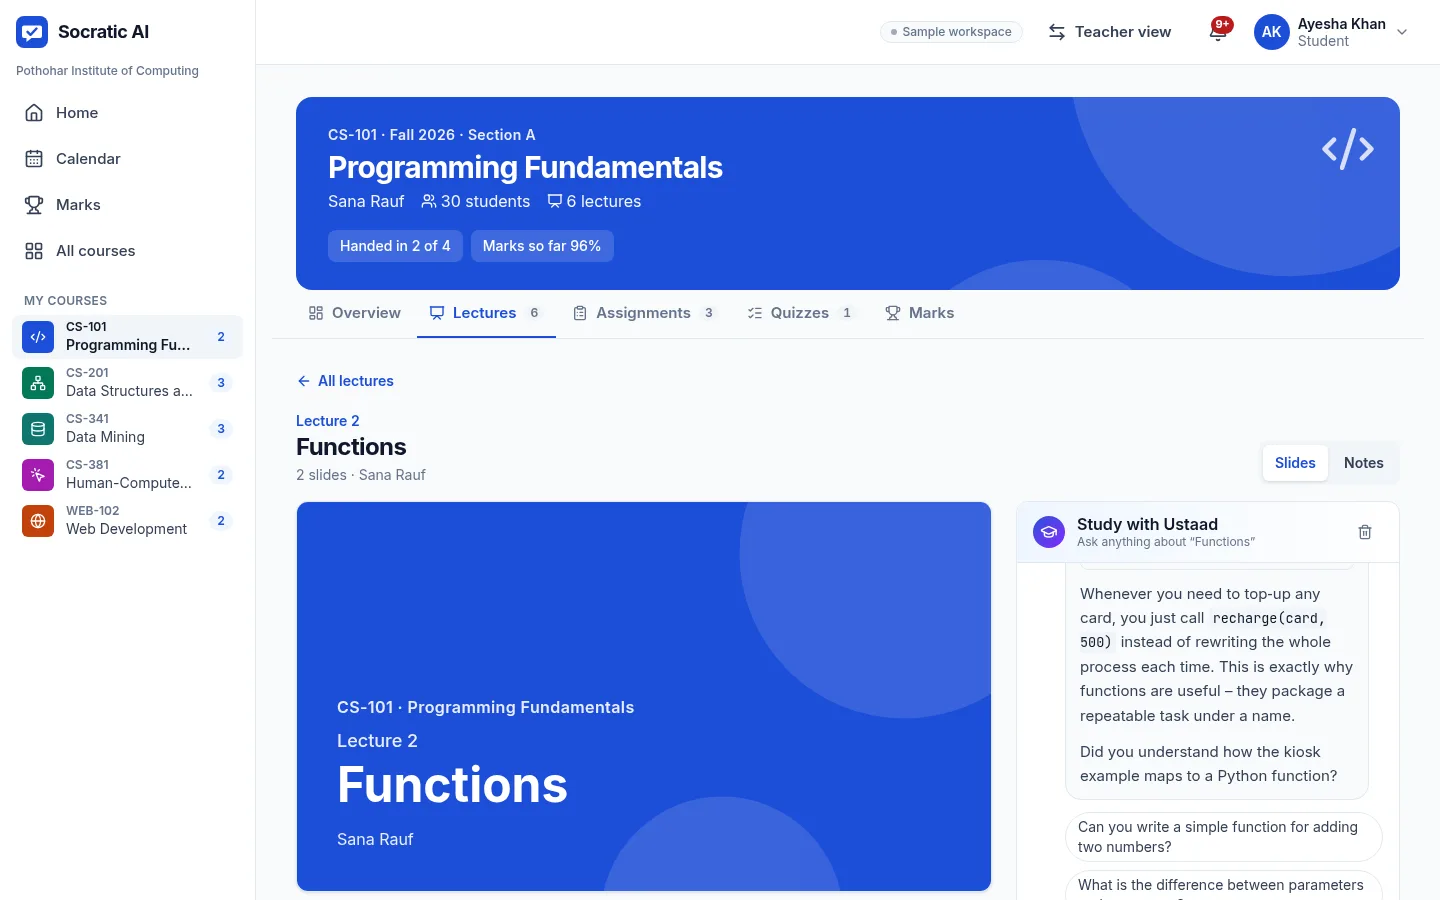 Socratic AI
Pothohar Institute of Computing
Home
Calendar
Marks
All courses
MY COURSES
CS-101
Programming Fu...
2
CS-201
Data Structures a...
3
CS-341
Data Mining
3
CS-381
Human-Compute...
2
WEB-102
Web Development
2
Sample workspace
Teacher view
9+
AK
Ayesha Khan
Student
CS-101 · Fall 2026 · Section A
Programming Fundamentals
Sana Rauf 30 students 6 lectures
Handed in 2 of 4 Marks so far 96%
Overview Lectures 6 Assignments 3 Quizzes 1 Marks
All lectures
Lecture 2
Functions
2 slides · Sana Rauf
Slides Notes
CS-101 · Programming Fundamentals
Lecture 2
Functions
Sana Rauf
Study with Ustaad
Ask anything about “Functions”
Whenever you need to top-up any
card, you just call recharge(card,
500) instead of rewriting the whole
process each time. This is exactly why
functions are useful – they package a
repeatable task under a name.
Did you understand how the kiosk
example maps to a Python function?
Can you write a simple function for adding
two numbers?
What is the difference between parameters